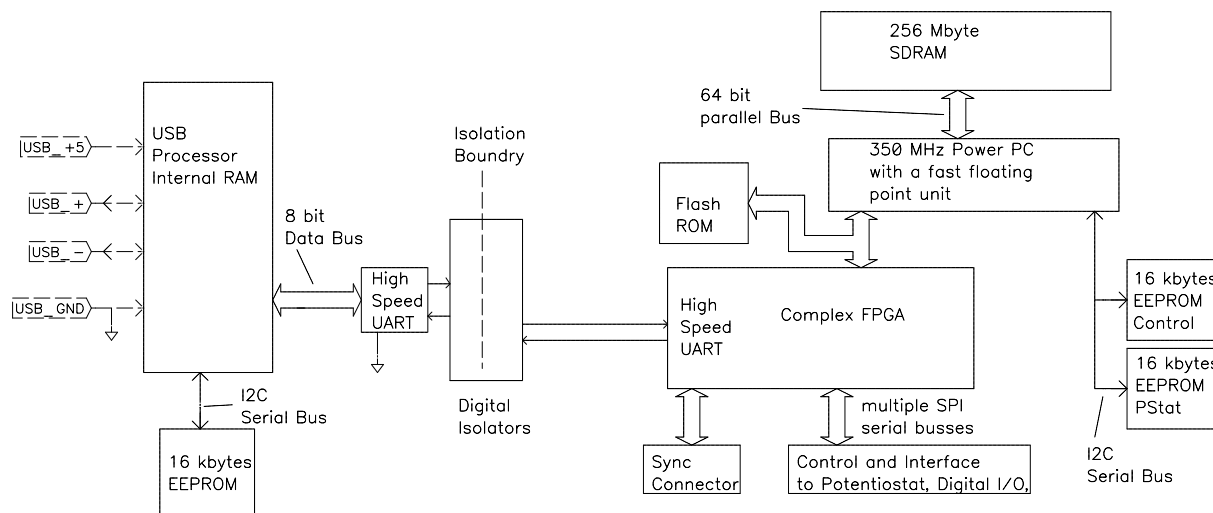 256 Mbyte
SDRAM
64 bit
parallel Bus
350 MHz Power PC
with a fast floating
point unit
Flash
ROM
USB
Processor
Internal RAM
USB_+5
USB_+
USB_-
USB_GND
Isolation
Boundry
8 bit
Data Bus
High
Speed
UART
Digital
Isolators
I2C
Serial Bus
16 kbytes
EEPROM
High
Speed
UART
Complex FPGA
multiple SPI
serial busses
Sync
Connector
Control and Interface
to Potentiostat, Digital I/O,
16 kbytes
EEPROM
Control
16 kbytes
EEPROM
PStat
I2C
Serial Bus